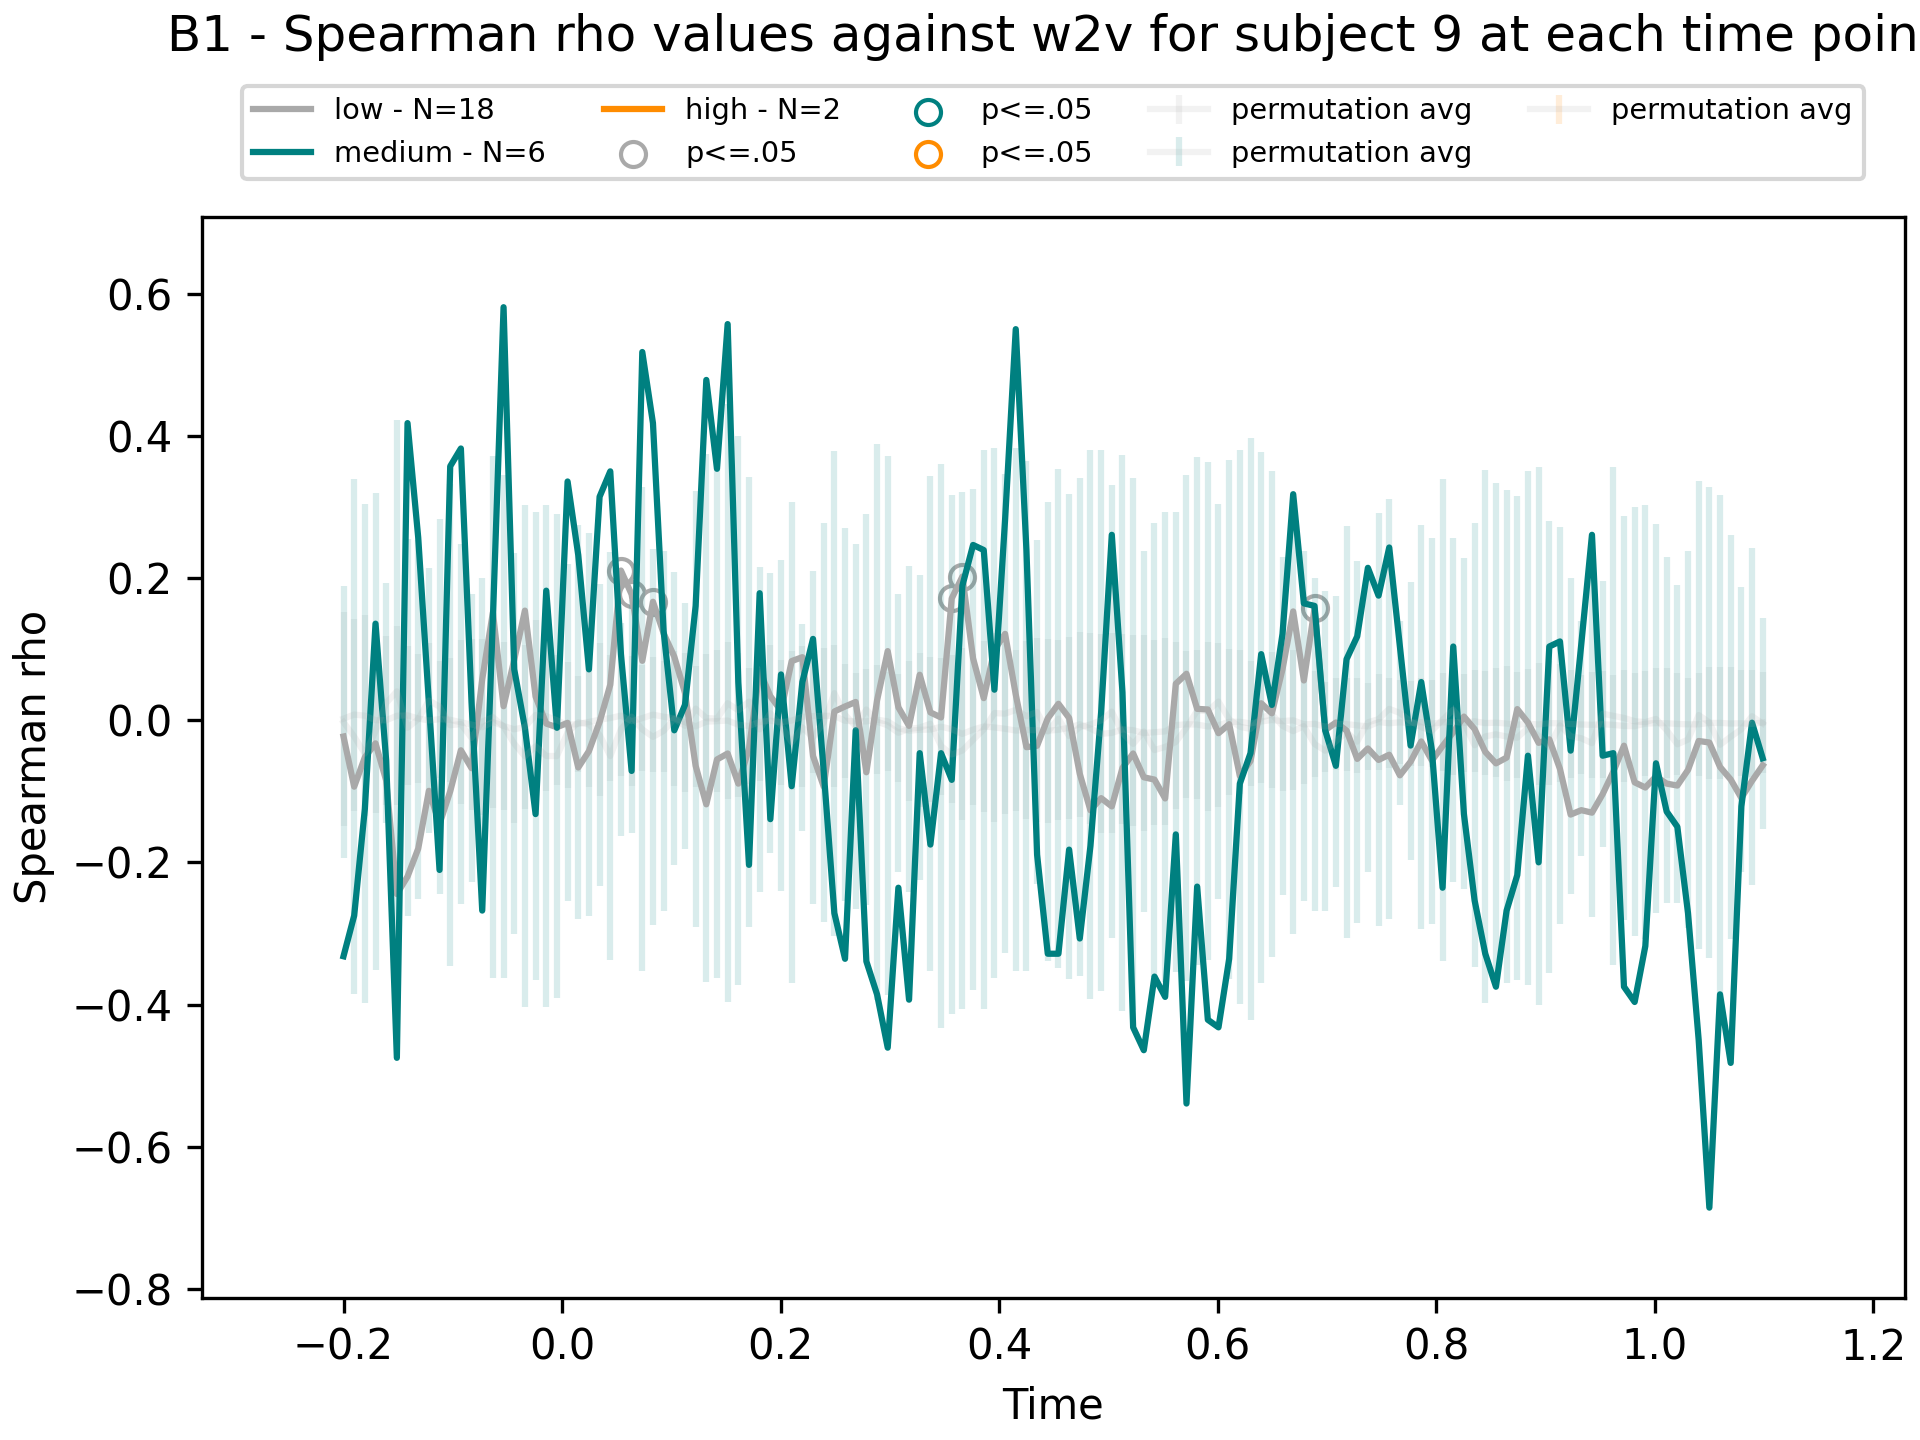 B1 - Spearman rho values against w2v for subject 9 at each time poin
low - N=18
medium - N=6
high - N=2
p<=.05
p<=.05
p<=.05
permutation avg
permutation avg
permutation avg
Spearman rho
0.6
0.4
0.2
0.0
−0.2
−0.4
−0.6
−0.8
−0.2 0.0 0.2 0.4 0.6 0.8 1.0 1.2
Time